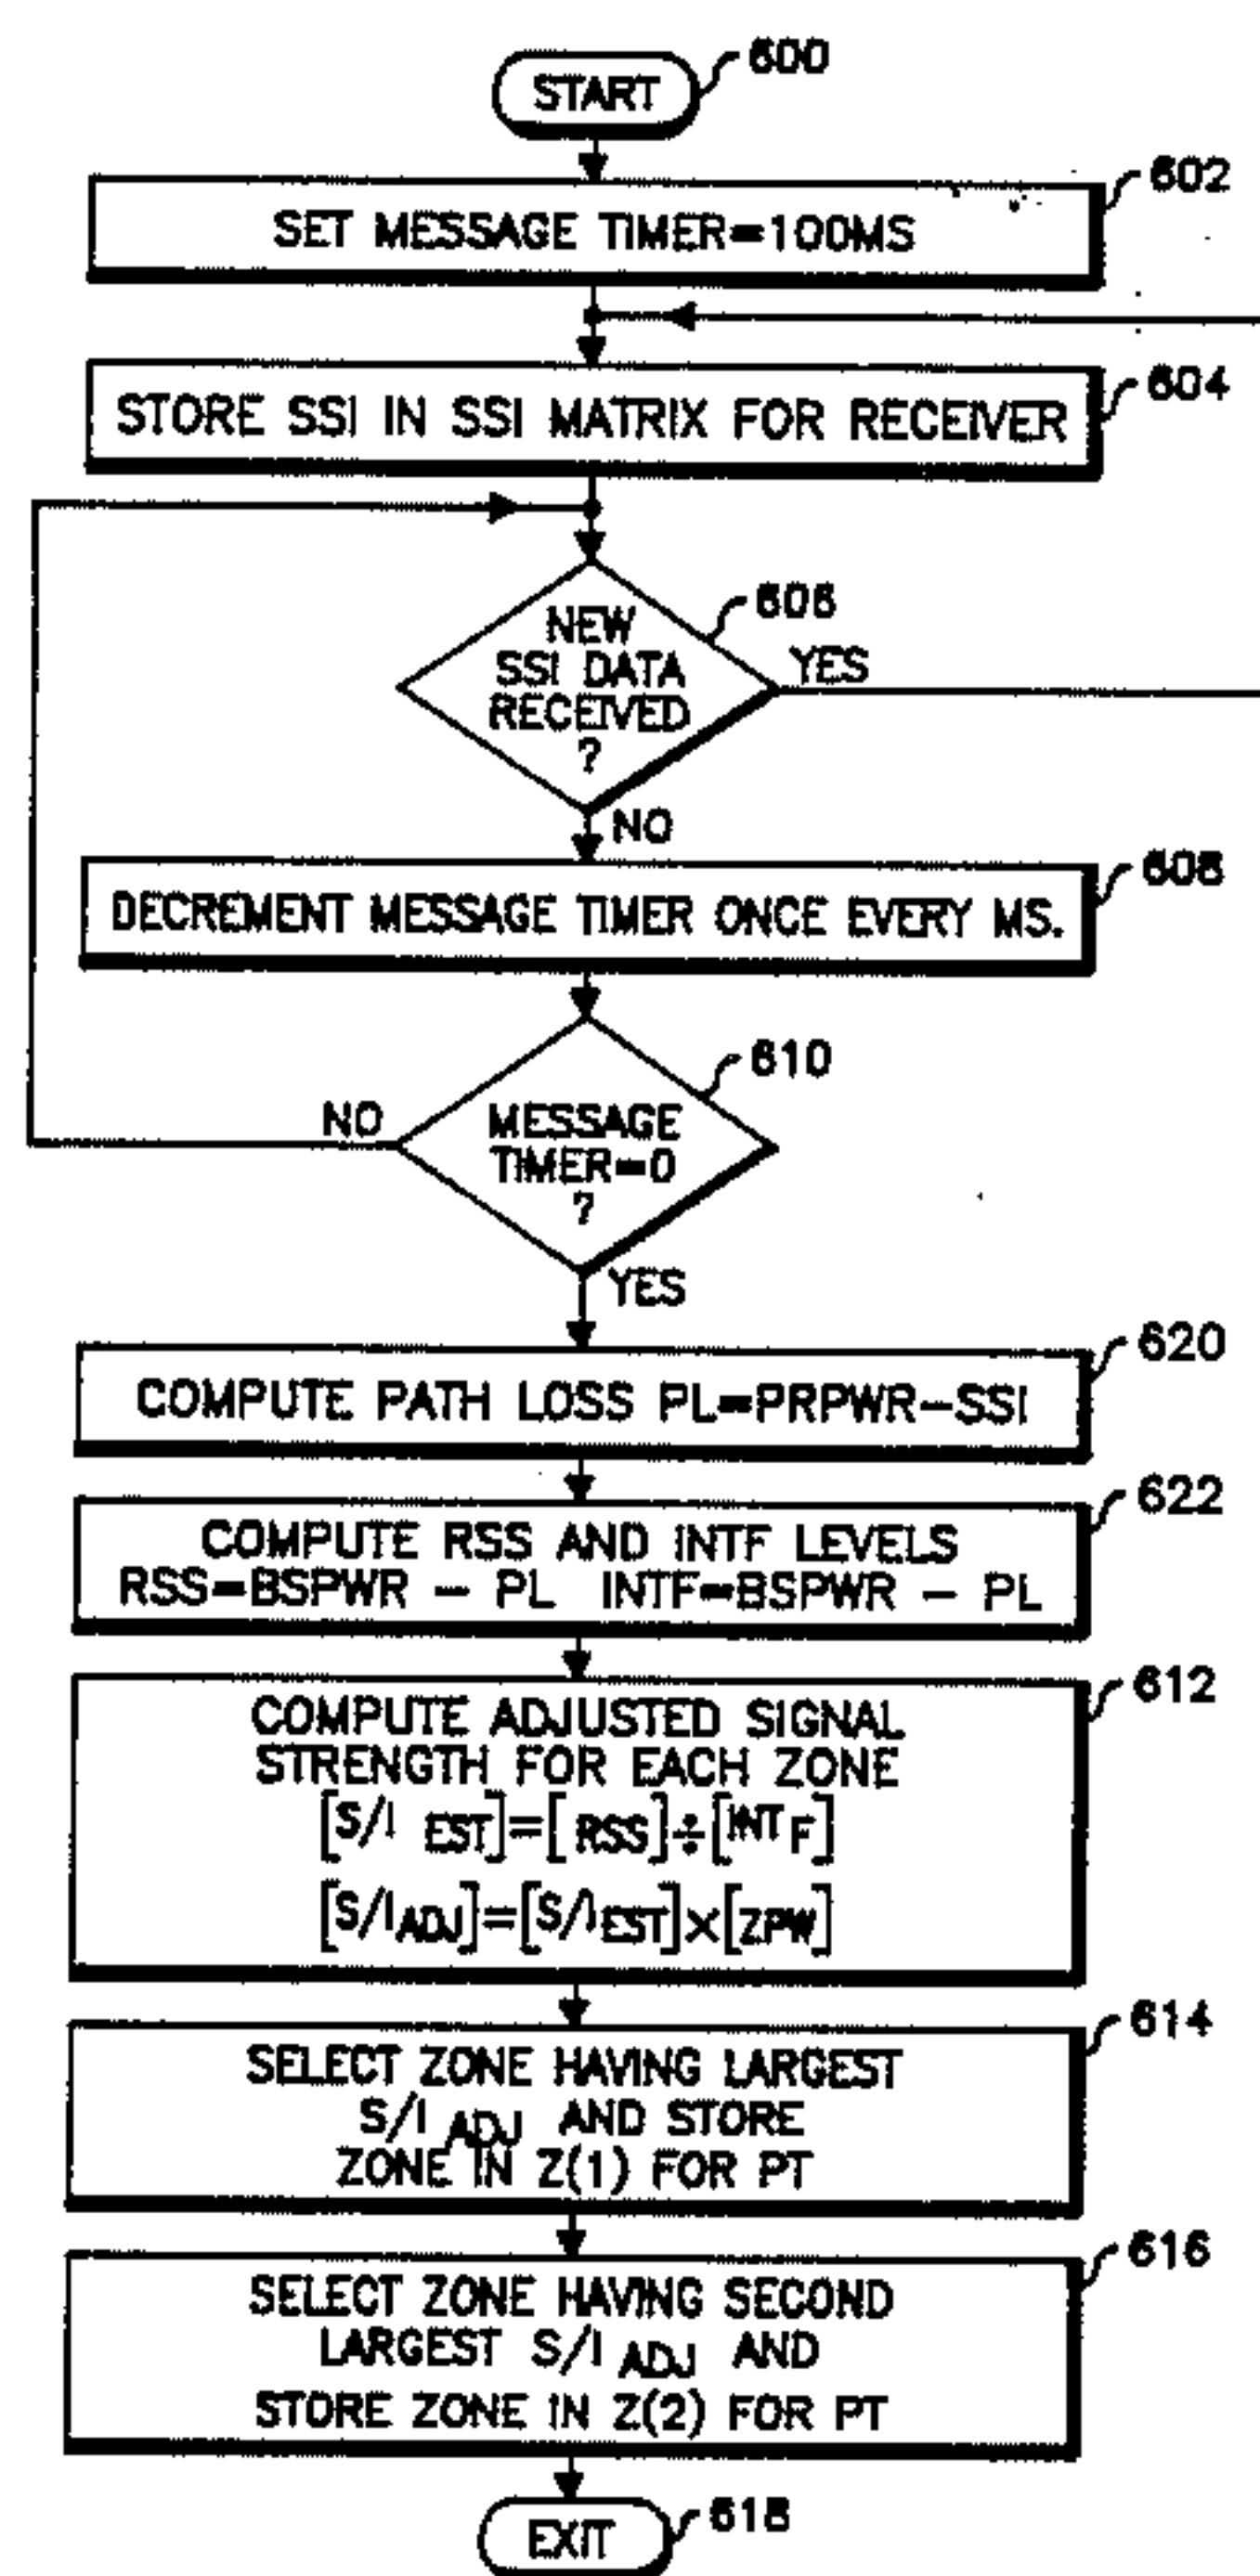 START
600
SET MESSAGE TIMER=100MS
602
STORE SSI IN SSI MATRIX FOR RECEIVER
604
NEW
SSI DATA
RECEIVED
?
606
YES
NO
DECREMENT MESSAGE TIMER ONCE EVERY MS.
608
MESSAGE
TIMER=0
?
610
NO
YES
COMPUTE PATH LOSS PL=PRPWR-SSI
620
COMPUTE RSS AND INTF LEVELS
RSS=BSPWR - PL INTF=BSPWR - PL
622
COMPUTE ADJUSTED SIGNAL
STRENGTH FOR EACH ZONE
[S/I EST]=[RSS]÷[INTF]
[S/I ADJ]=[S/I EST]×[ZPW]
612
SELECT ZONE HAVING LARGEST
S/I ADJ AND STORE
ZONE IN Z(1) FOR PT
614
SELECT ZONE HAVING SECOND
LARGEST S/I ADJ AND
STORE ZONE IN Z(2) FOR PT
616
EXIT
618